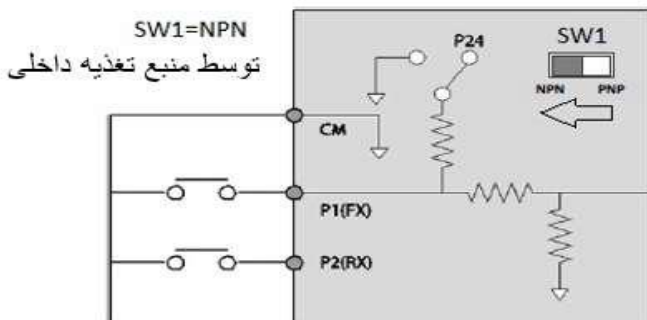 SW1=NPN
توسط منبع تغذیه داخلی
P24
SW1
NPN PNP
CM
P1(FX)
P2(RX)